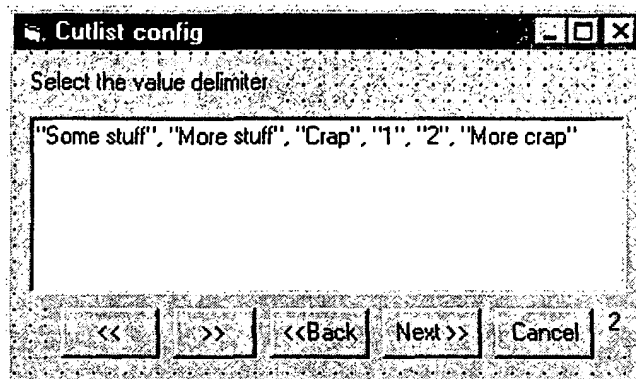 Cutlist config
Select the value delimiter
"Some stuff", "More stuff", "Crap", "1", "2", "More crap"
<< >> <<Back Next>> Cancel 2